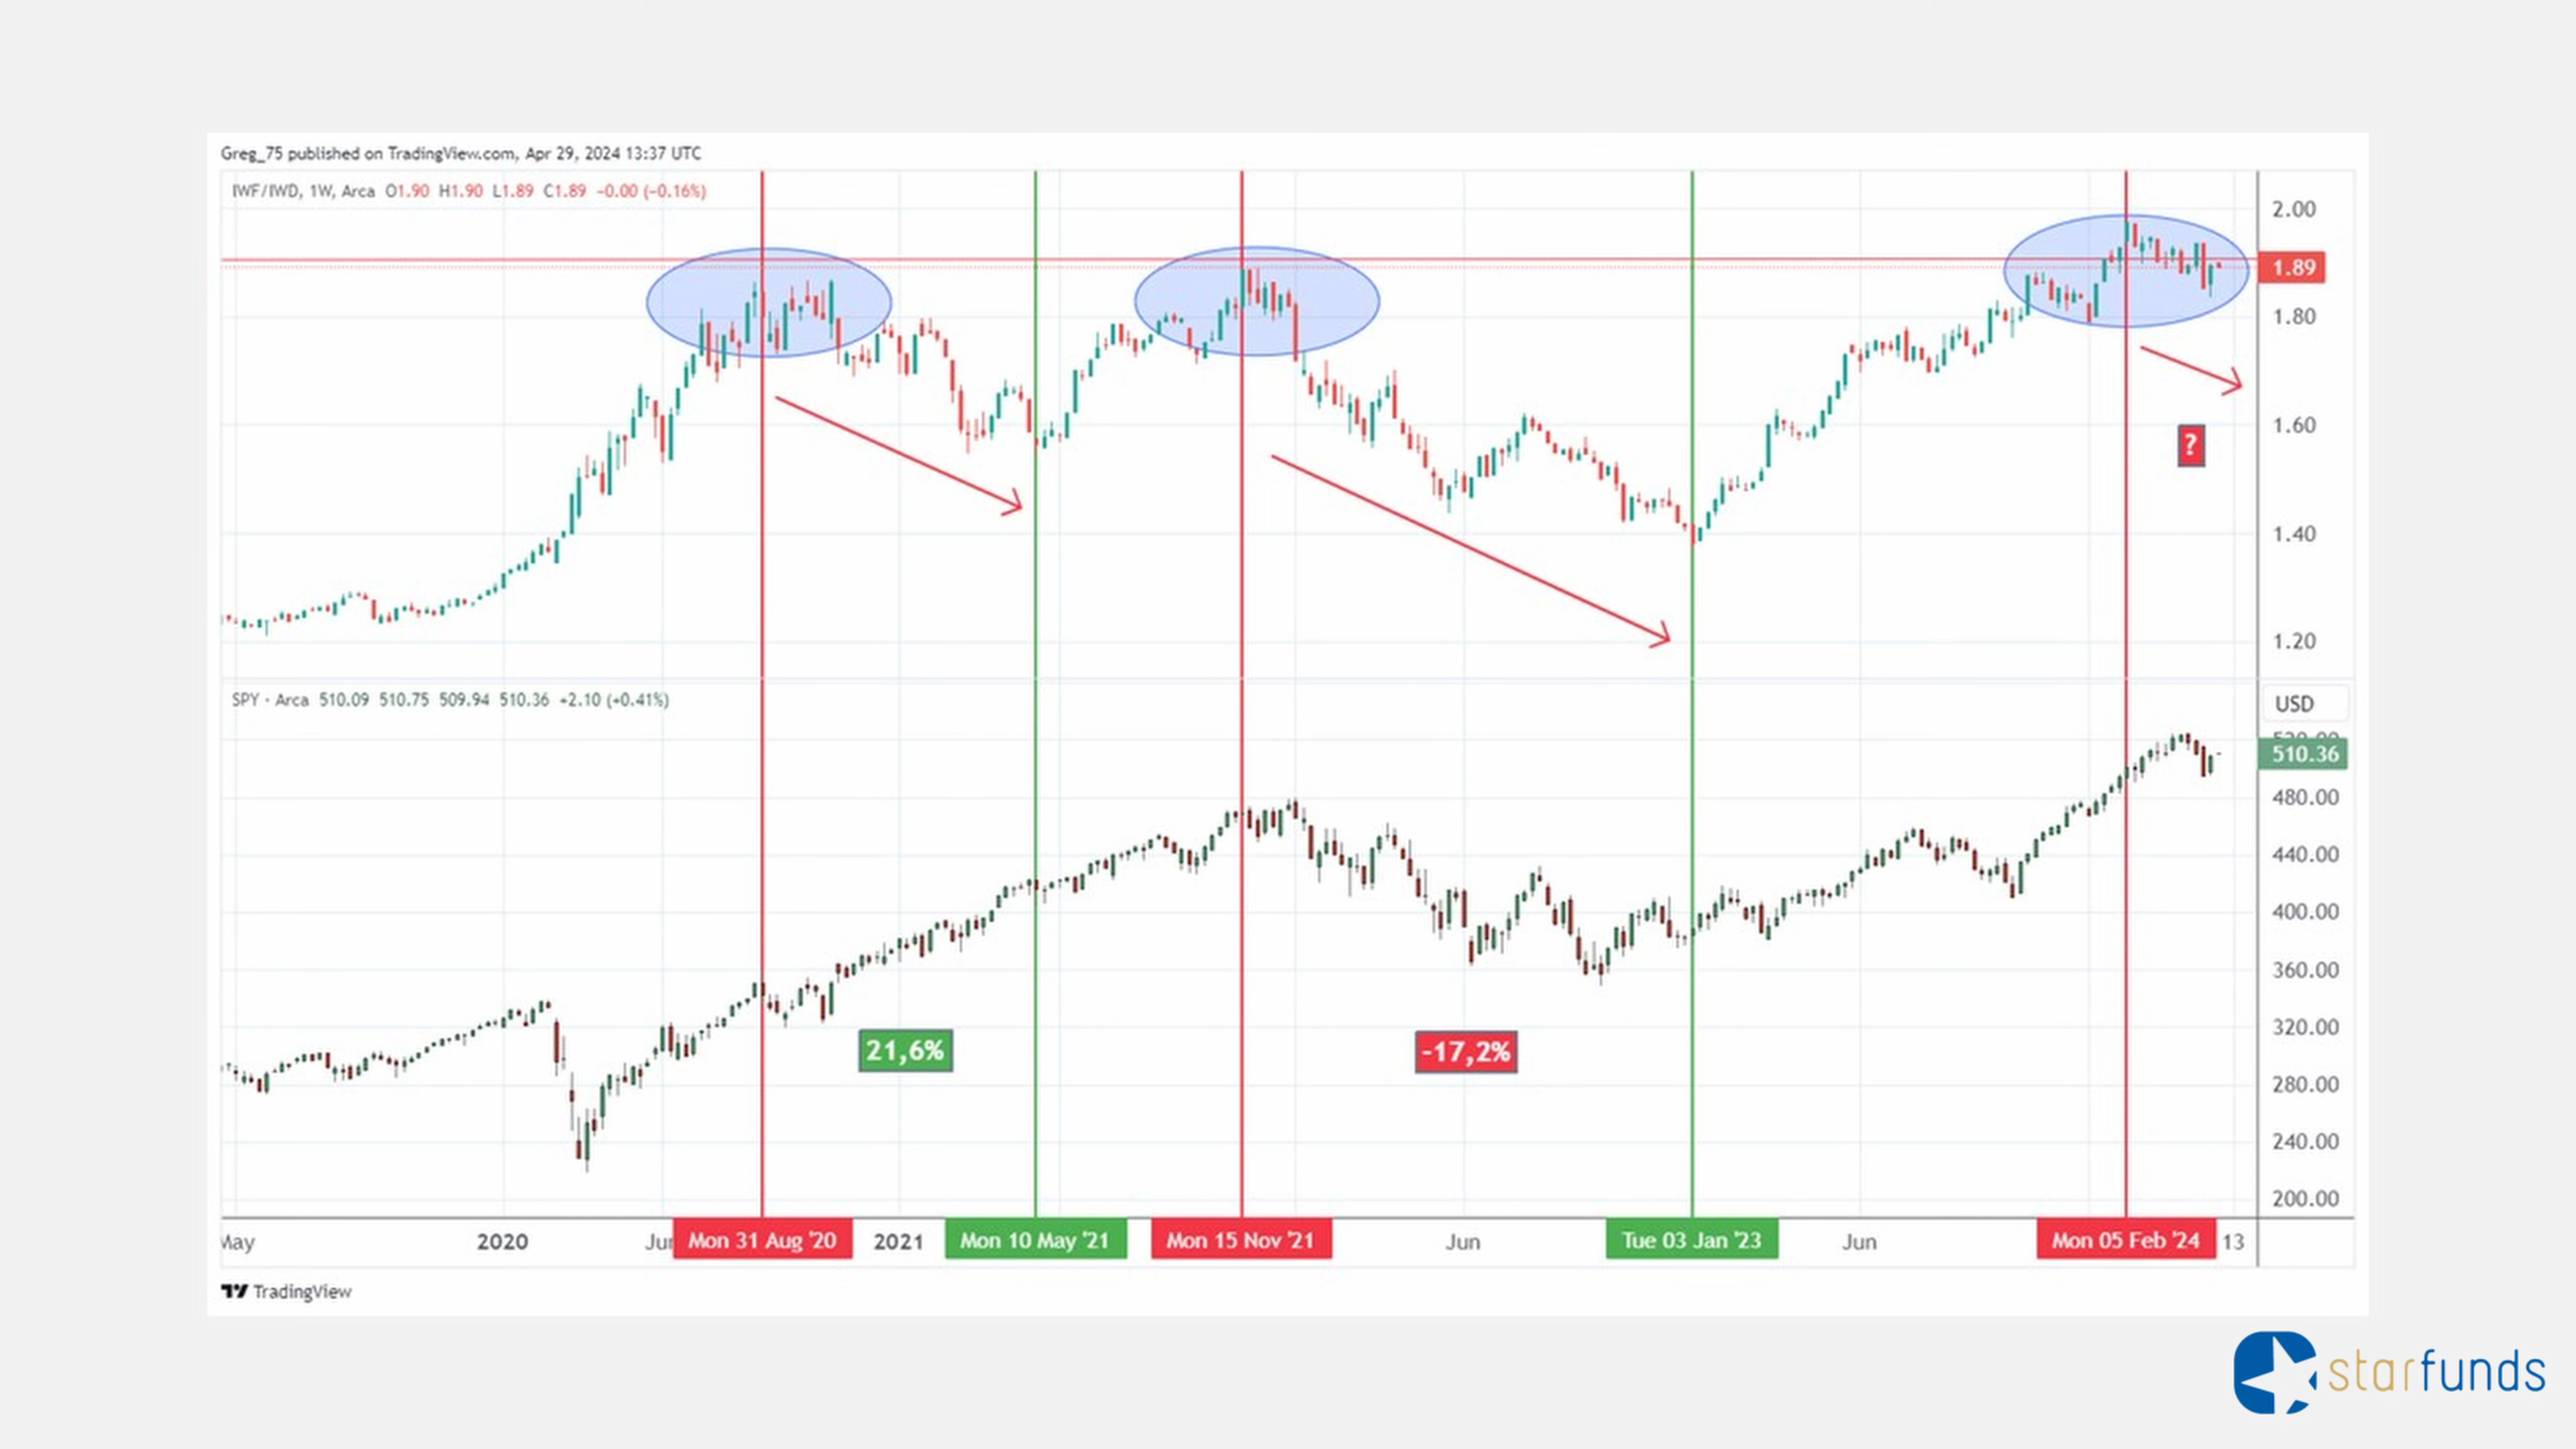 Greg_75 published on TradingView.com, Apr 29, 2024 13:37 UTC
IWF/IWD, 1W, Arca O1.90 H1.90 L1.89 C1.89 −0.00 (−0.16%)
2.00
1.89
1.80
1.60
?
1.40
1.20
SPY · Arca 510.09 510.75 509.94 510.36 +2.10 (+0.41%)
USD
510.36
480.00
440.00
400.00
360.00
320.00
21,6%
-17,2%
280.00
240.00
200.00
May 2020 Jun Mon 31 Aug '20 2021 Mon 10 May '21 Mon 15 Nov '21 Jun Tue 03 Jan '23 Jun Mon 05 Feb '24 13
TradingView
starfunds